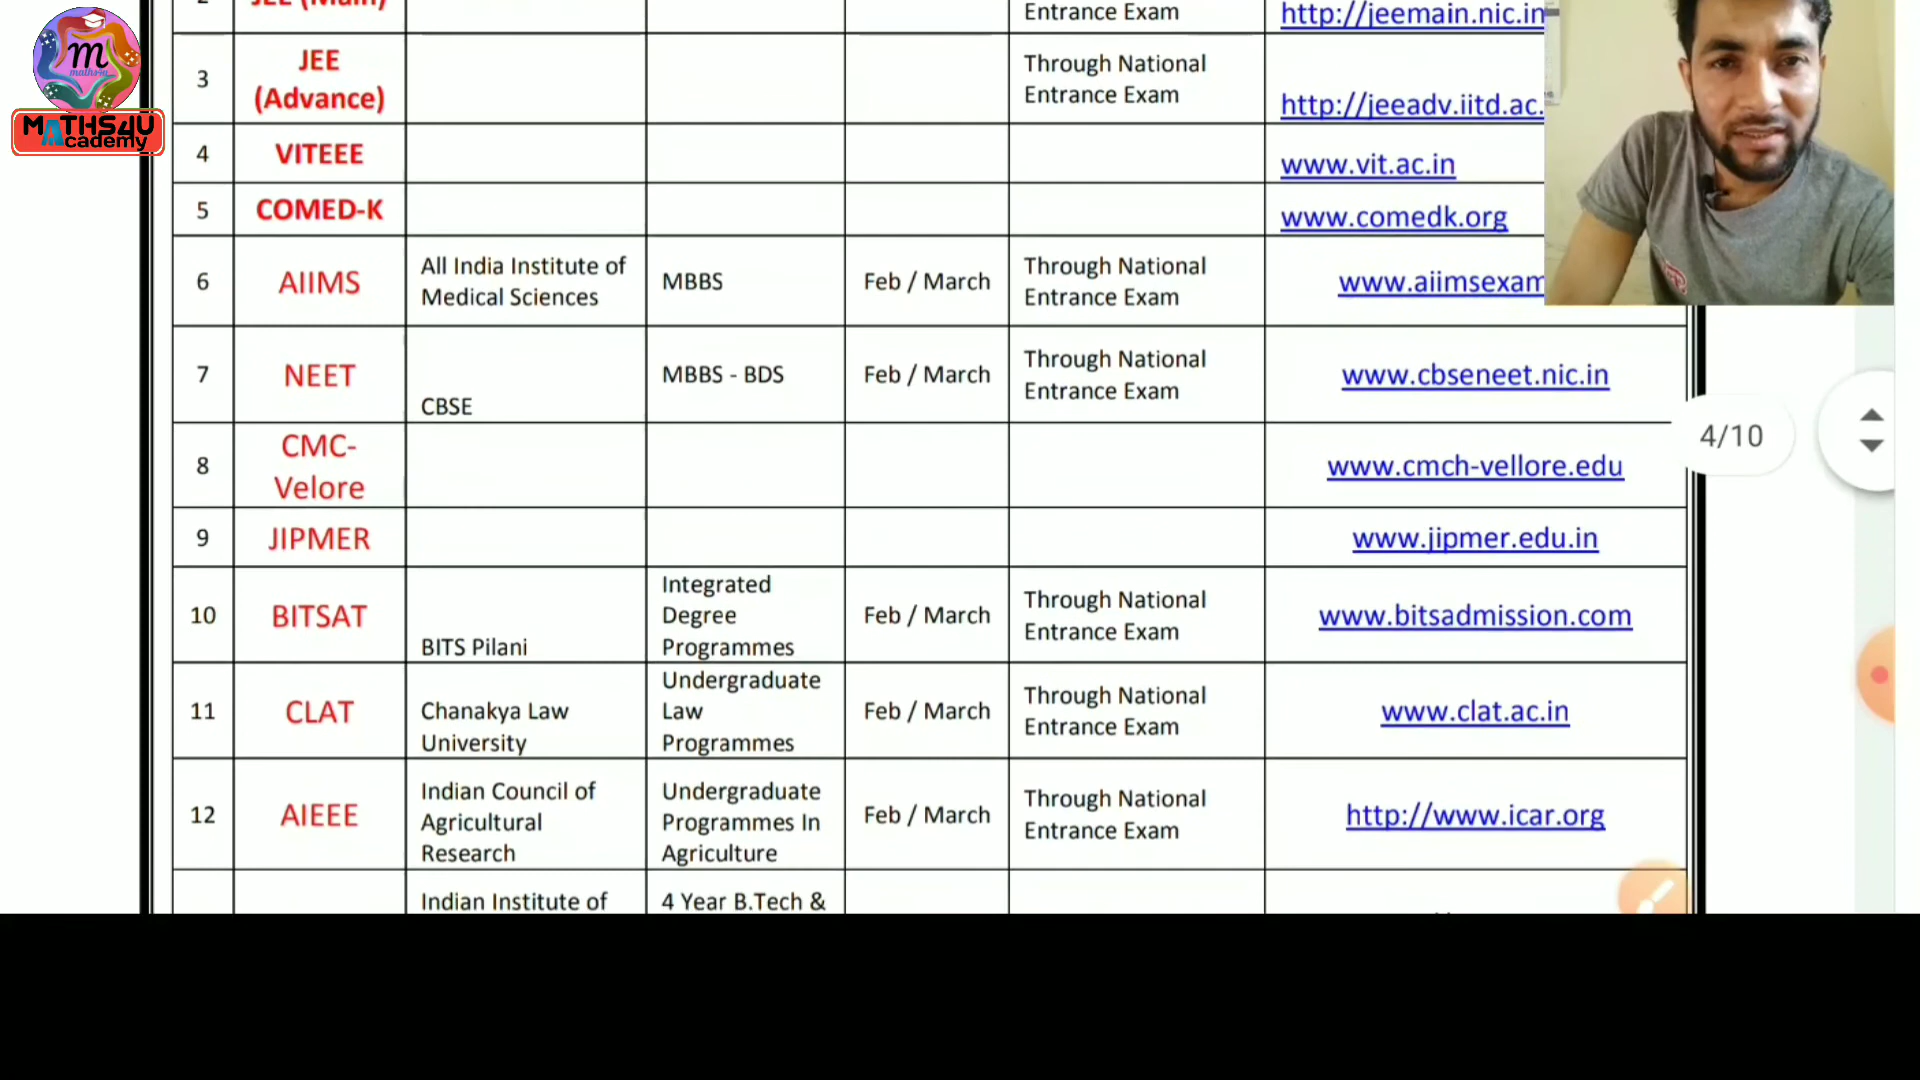 m
maths4u
MATHS4U
Academy
2 JEE (Main) Entrance Exam http://jeemain.nic.in
3 JEE (Advance) Through National Entrance Exam http://jeeadv.iitd.ac.
4 VITEEE www.vit.ac.in
5 COMED-K www.comedk.org
6 AIIMS All India Institute of Medical Sciences MBBS Feb / March Through National Entrance Exam www.aiimsexam
7 NEET CBSE MBBS - BDS Feb / March Through National Entrance Exam www.cbseneet.nic.in
4/10
8 CMC-Velore www.cmch-vellore.edu
9 JIPMER www.jipmer.edu.in
10 BITSAT BITS Pilani Integrated Degree Programmes Feb / March Through National Entrance Exam www.bitsadmission.com
11 CLAT Chanakya Law University Undergraduate Law Programmes Feb / March Through National Entrance Exam www.clat.ac.in
12 AIEEE Indian Council of Agricultural Research Undergraduate Programmes In Agriculture Feb / March Through National Entrance Exam http://www.icar.org
Indian Institute of 4 Year B.Tech &